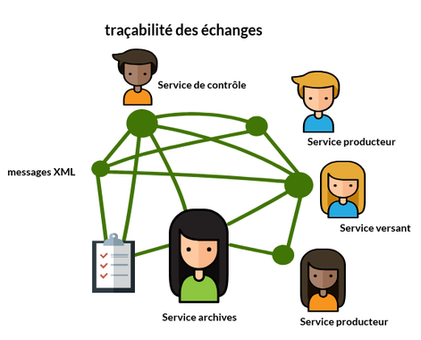 traçabilité des échanges
Service de contrôle
Service producteur
messages XML
Service versant
Service archives
Service producteur